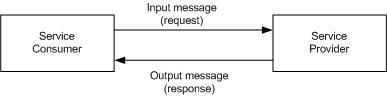 Input message
(request)
Service
Consumer
Service
Provider
Output message
(response)